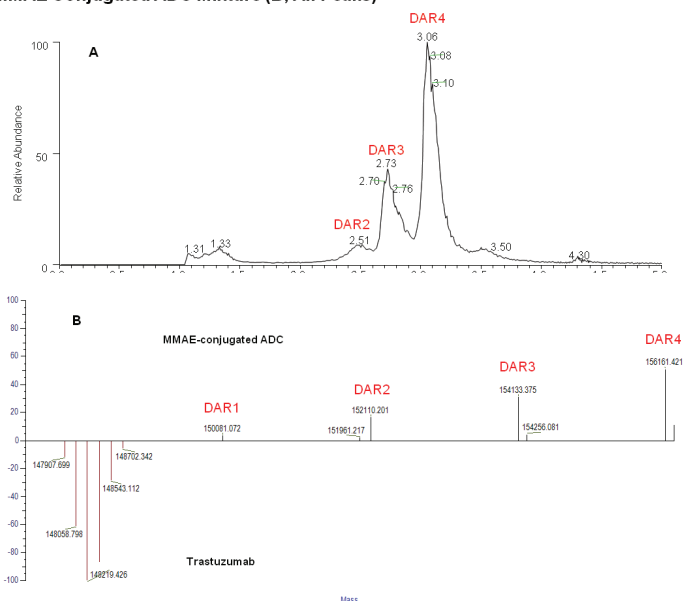 A
DAR4
3.06
3.08
3.10
DAR3
2.73
2.70
2.76
DAR2
2.51
1.31
1.33
3.50
4.30
100
50
0
Relative Abundance
B
MMAE-conjugated ADC
DAR1
150081.072
DAR2
152110.201
151961.217
DAR3
154133.375
154256.081
DAR4
156161.421
100
80
60
40
20
0
-20
-40
-60
-80
-100
147907.699
148702.342
148543.112
148058.798
148219.426
Trastuzumab
Mass